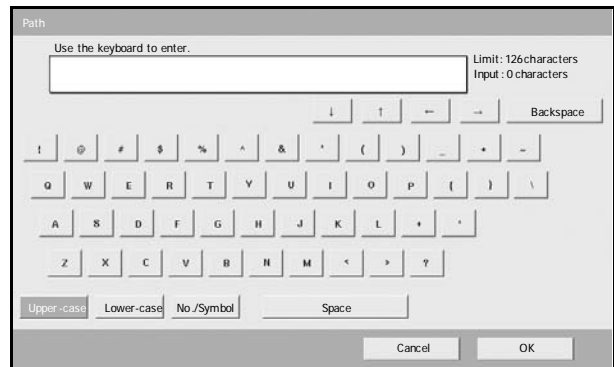 Path
Use the keyboard to enter.
Limit: 126characters
Input : 0 characters
↓ ↑ ← → Backspace
! @ # $ % ^ & ( ) _
Q W E R T Y U I O P { } \
A S D F G H J K L
Z X C V B N M < > ?
Upper-case Lower-case No./Symbol Space
Cancel OK